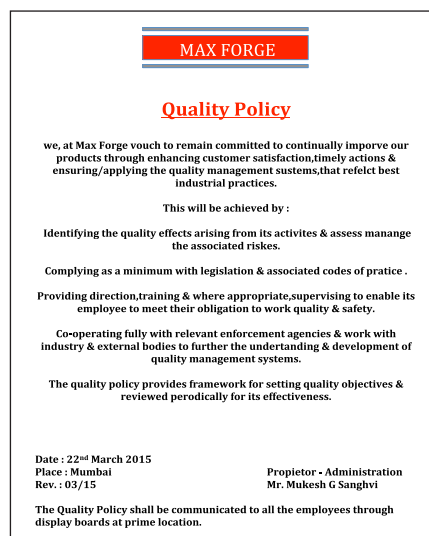 MAX FORGE
Quality Policy
we, at Max Forge vouch to remain committed to continually imporve our
products through enhancing customer satisfaction,timely actions &
ensuring/applying the quality management sustems,that refelct best
industrial practices.
This will be achieved by :
Identifying the quality effects arising from its activites & assess manange
the associated riskes.
Complying as a minimum with legislation & associated codes of pratice .
Providing direction,training & where appropriate,supervising to enable its
employee to meet their obligation to work quality & safety.
Co-operating fully with relevant enforcement agencies & work with
industry & external bodies to further the undertanding & development of
quality management systems.
The quality policy provides framework for setting quality objectives &
reviewed perodically for its effectiveness.
Date : 22nd March 2015
Place : Mumbai Propietor - Administration
Rev. : 03/15 Mr. Mukesh G Sanghvi
The Quality Policy shall be communicated to all the employees through
display boards at prime location.